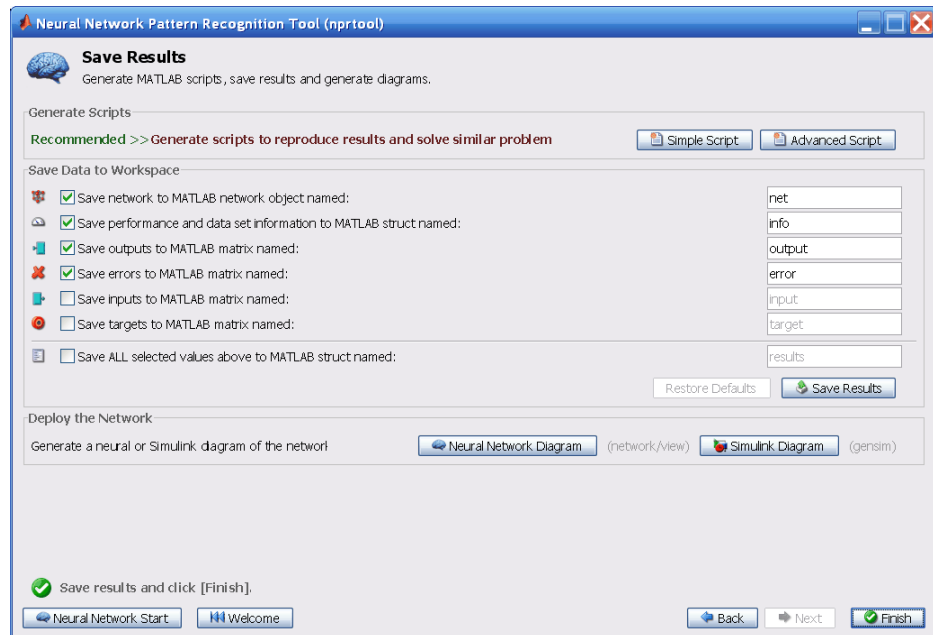 Neural Network Pattern Recognition Tool (nprtool)
Save Results
Generate MATLAB scripts, save results and generate diagrams.
Generate Scripts
Recommended >> Generate scripts to reproduce results and solve similar problem Simple Script Advanced Script
Save Data to Workspace
Save network to MATLAB network object named: net
Save performance and data set information to MATLAB struct named: info
Save outputs to MATLAB matrix named: output
Save errors to MATLAB matrix named: error
Save inputs to MATLAB matrix named: input
Save targets to MATLAB matrix named: target
Save ALL selected values above to MATLAB struct named: results
Restore Defaults Save Results
Deploy the Network
Generate a neural or Simulink diagram of the network Neural Network Diagram (network/view) Simulink Diagram (gensim)
Save results and click [Finish].
Neural Network Start Welcome Back Next Finish